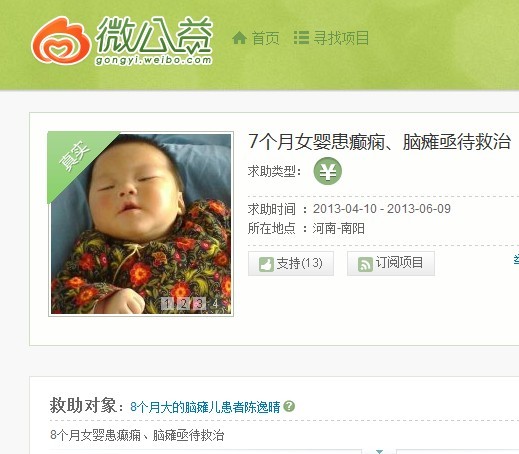 微公益
gongyi.weibo.com
首页 寻找项目
真实
7个月女婴患癫痫、脑瘫亟待救治
求助类型：¥
求助时间 ：2013-04-10 - 2013-06-09
所在地点 ：河南-南阳
支持(13) 订阅项目
1 2 3 4
救助对象：8个月大的脑瘫儿患者陈逸晴 ?
8个月女婴患癫痫、脑瘫亟待救治